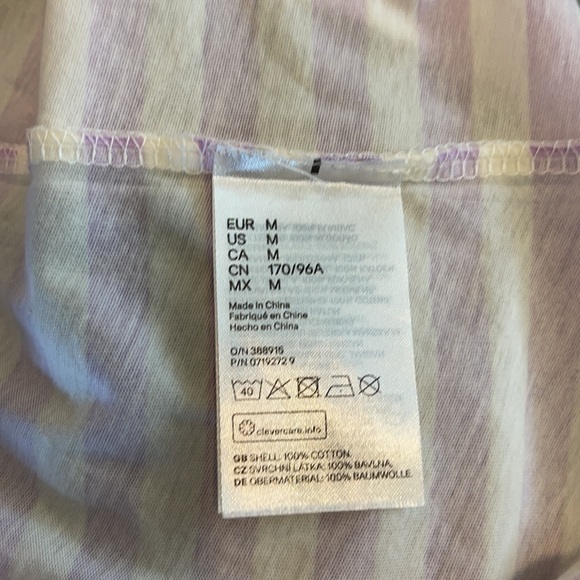 EUR M
US M
CA M
CN 170/96A
MX M
Made in China
Fabriqué en Chine
Hecho en China
O/N 388915
P/N 0719272 9
40
clevercare.info
GB SHELL: 100% COTTON.
CZ SVRCHNÍ LÁTKA: 100% BAVLNA.
DE OBERMATERIAL: 100% BAUMWOLLE.